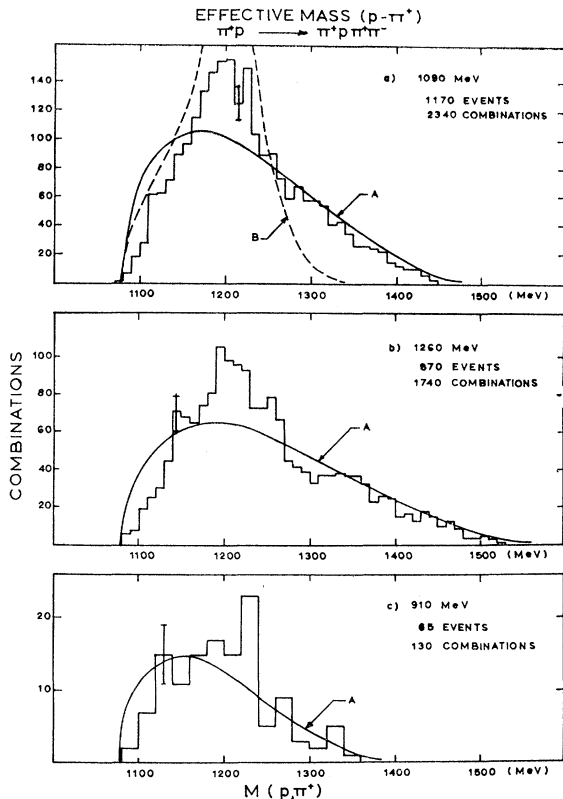 EFFECTIVE MASS (p-π⁺)
π⁺p ⟶ π⁺p π⁺π⁻
a) 1090 MeV
1170 EVENTS
2340 COMBINATIONS
140
120
100
80
60
40
20
A
B
1100 1200 1300 1400 1500 (MeV)
b) 1260 MeV
870 EVENTS
1740 COMBINATIONS
100
80
60
40
20
A
1100 1200 1300 1400 1500 (MeV)
COMBINATIONS
c) 910 MeV
65 EVENTS
130 COMBINATIONS
20
10
A
1100 1200 1300 1400 1500 (MeV)
M (p,π⁺)